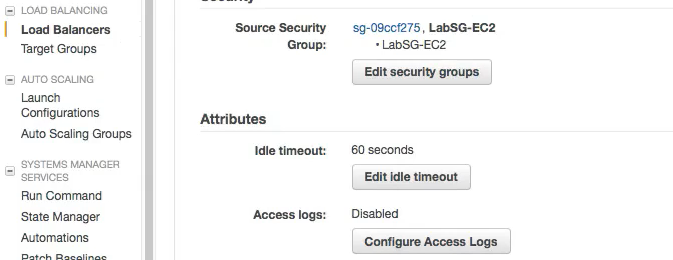 LOAD BALANCING
Load Balancers
Target Groups
AUTO SCALING
Launch
Configurations
Auto Scaling Groups
SYSTEMS MANAGER
SERVICES
Run Command
State Manager
Automations
Patch Baselines
Security
Source Security
Group:
sg-09ccf275 , LabSG-EC2
• LabSG-EC2
Edit security groups
Attributes
Idle timeout:
60 seconds
Edit idle timeout
Access logs:
Disabled
Configure Access Logs